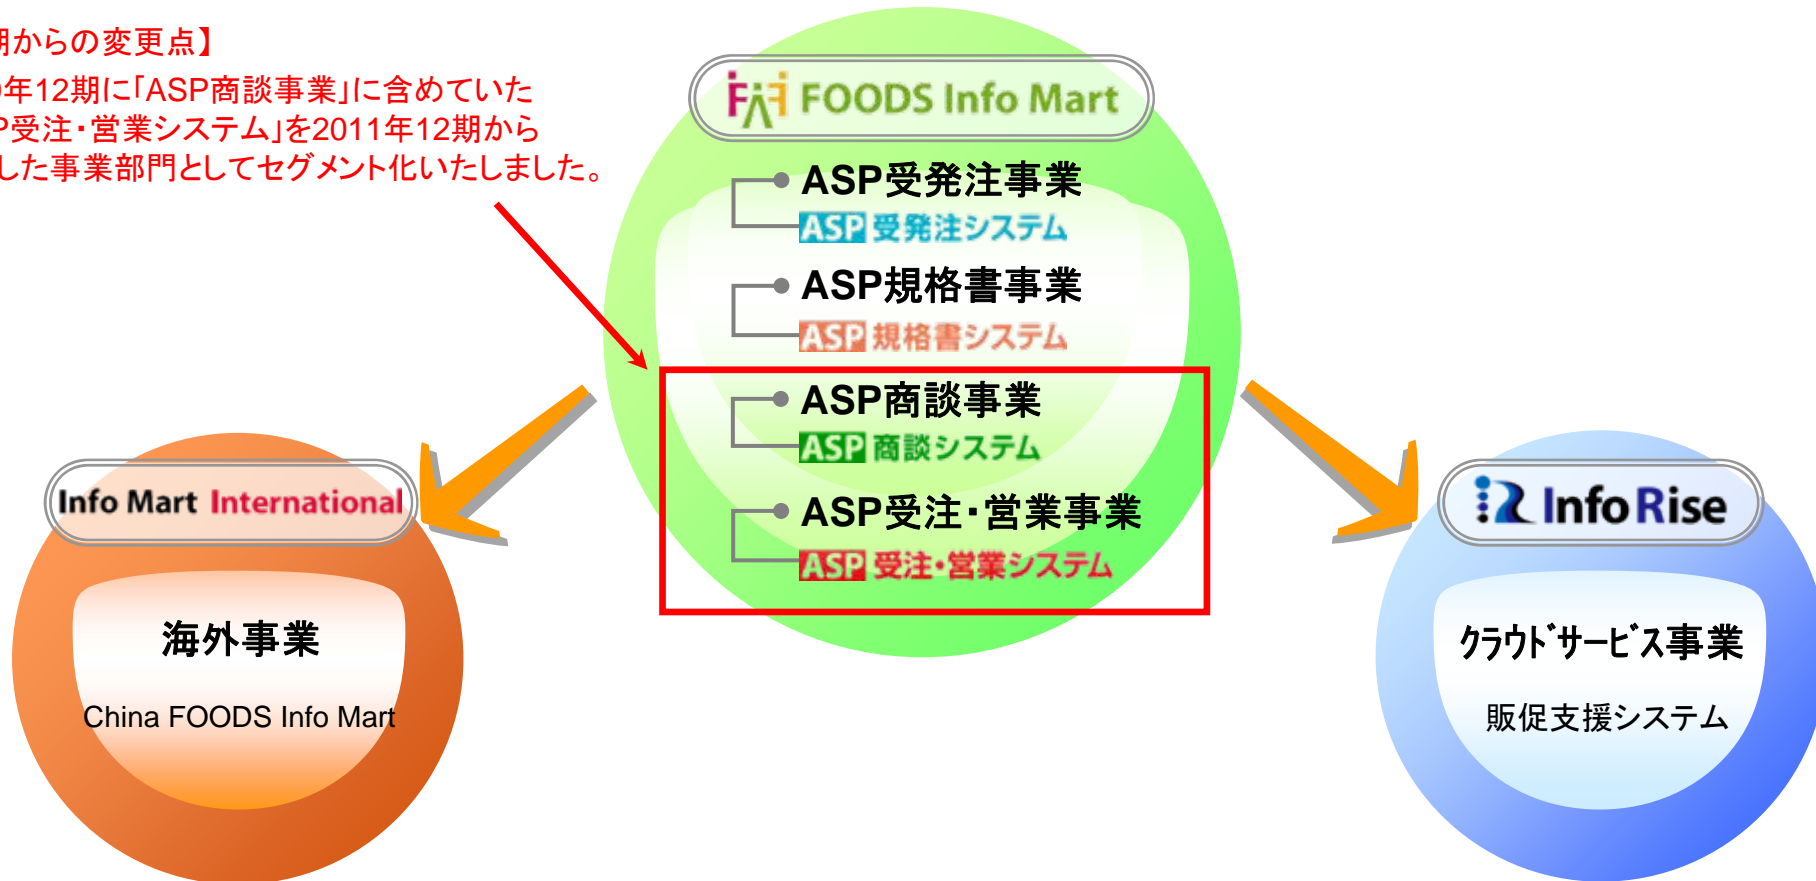 期からの変更点】
年12期に「ASP商談事業」に含めていた
P受注・営業システム」を2011年12期から
した事業部門としてセグメント化いたしました。
FOODS Info Mart
ASP受発注事業
ASP 受発注システム
ASP規格書事業
ASP 規格書システム
ASP商談事業
ASP 商談システム
ASP受注・営業事業
ASP 受注・営業システム
Info Mart International
海外事業
China FOODS Info Mart
InfoRise
ｸﾗｳﾄﾞｻｰﾋﾞｽ事業
販促支援システム